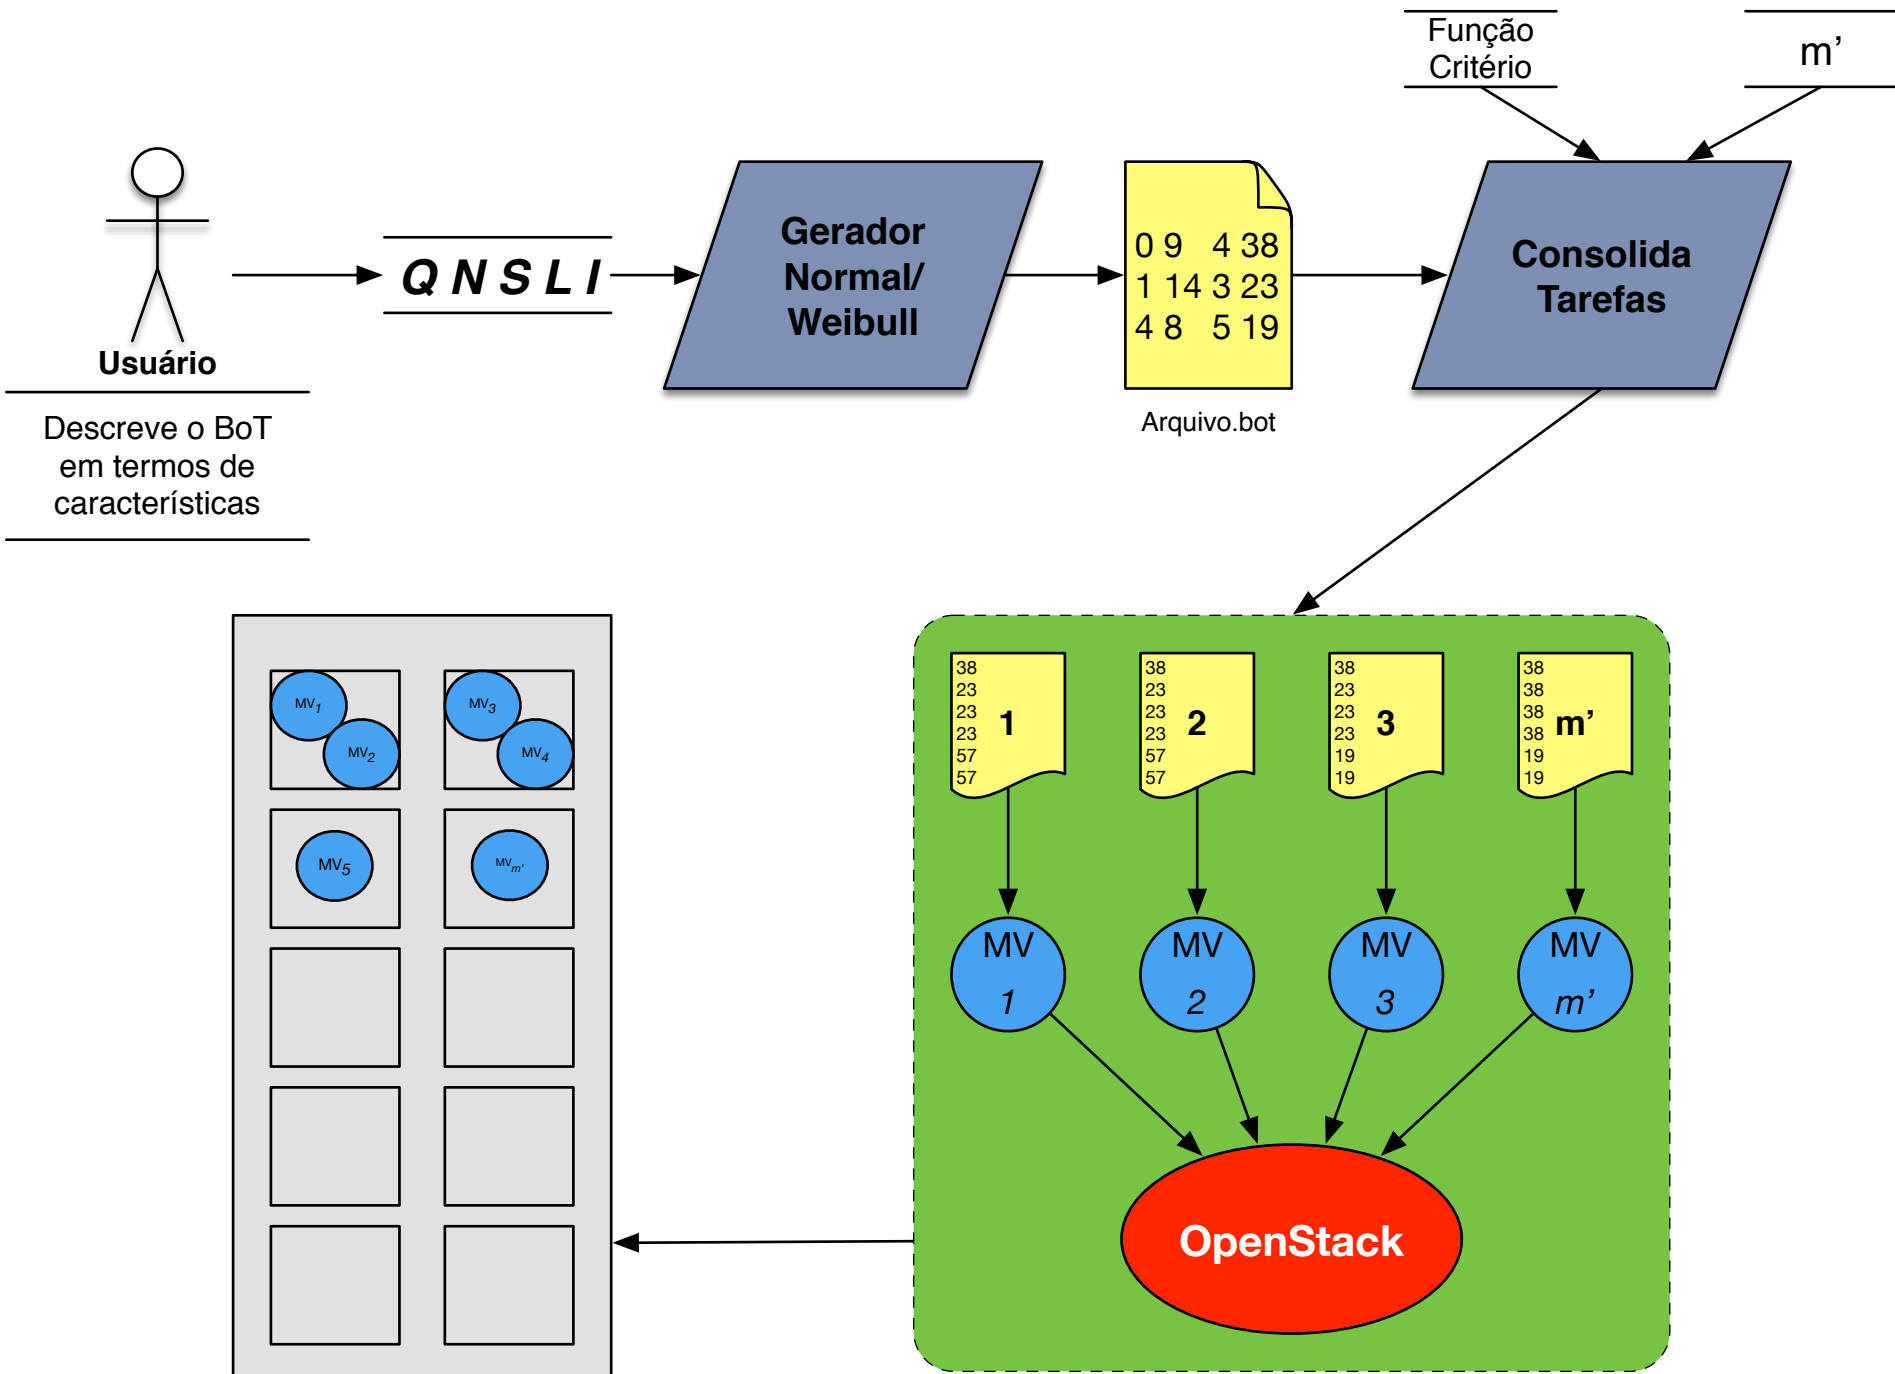 Função
Critério
m’
Q N S L I
Gerador
Normal/
Weibull
0 9 4 38
1 14 3 23
4 8 5 19
Consolida
Tarefas
Usuário
Arquivo.bot
Descreve o BoT
em termos de
características
38
23
23
23
57
57
1
38
23
23
23
57
57
2
38
23
23
23
19
19
3
38
38
38
38
19
19
m’
MV1
MV2
MV3
MV4
MV5
MVm'
MV
1
MV
2
MV
3
MV
m’
OpenStack